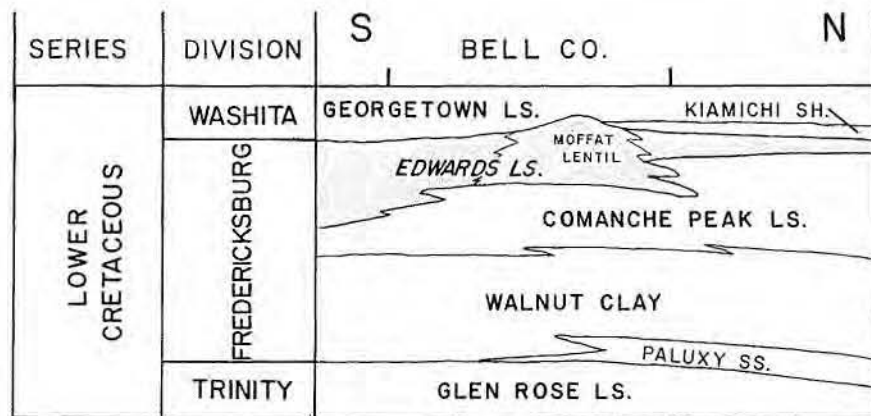 SERIES
DIVISION
S
BELL CO.
N
LOWER
CRETACEOUS
WASHITA
FREDERICKSBURG
TRINITY
GEORGETOWN LS.
KIAMICHI SH.
MOFFAT
LENTIL
EDWARDS LS.
COMANCHE PEAK LS.
WALNUT CLAY
PALUXY SS.
GLEN ROSE LS.